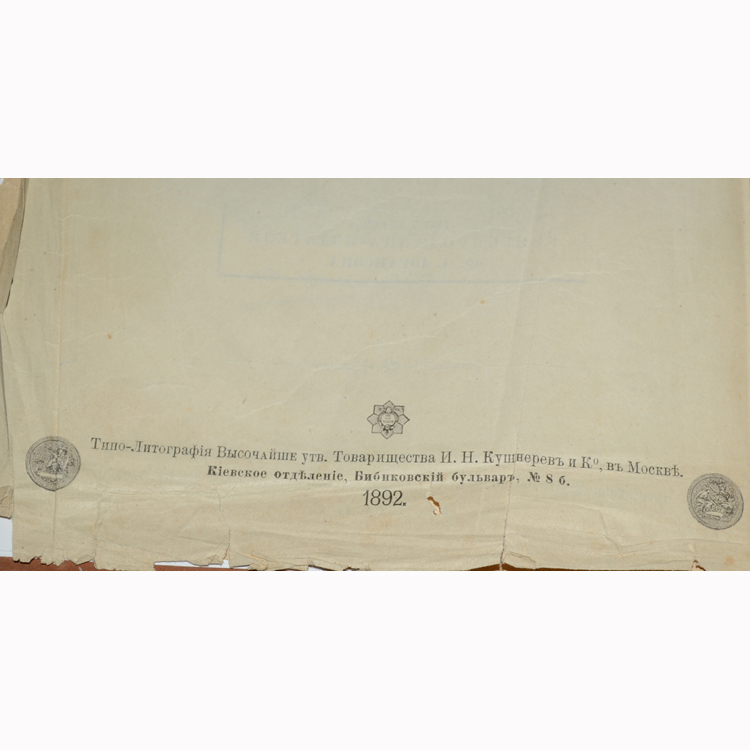 Типо-Литографія Высочайше утв. Товарищества И. Н. Кушнеревъ и Ко, въ Москвѣ.
Кіевское отдѣленіе, Бибиковскій бульваръ, № 8 б.
1892.